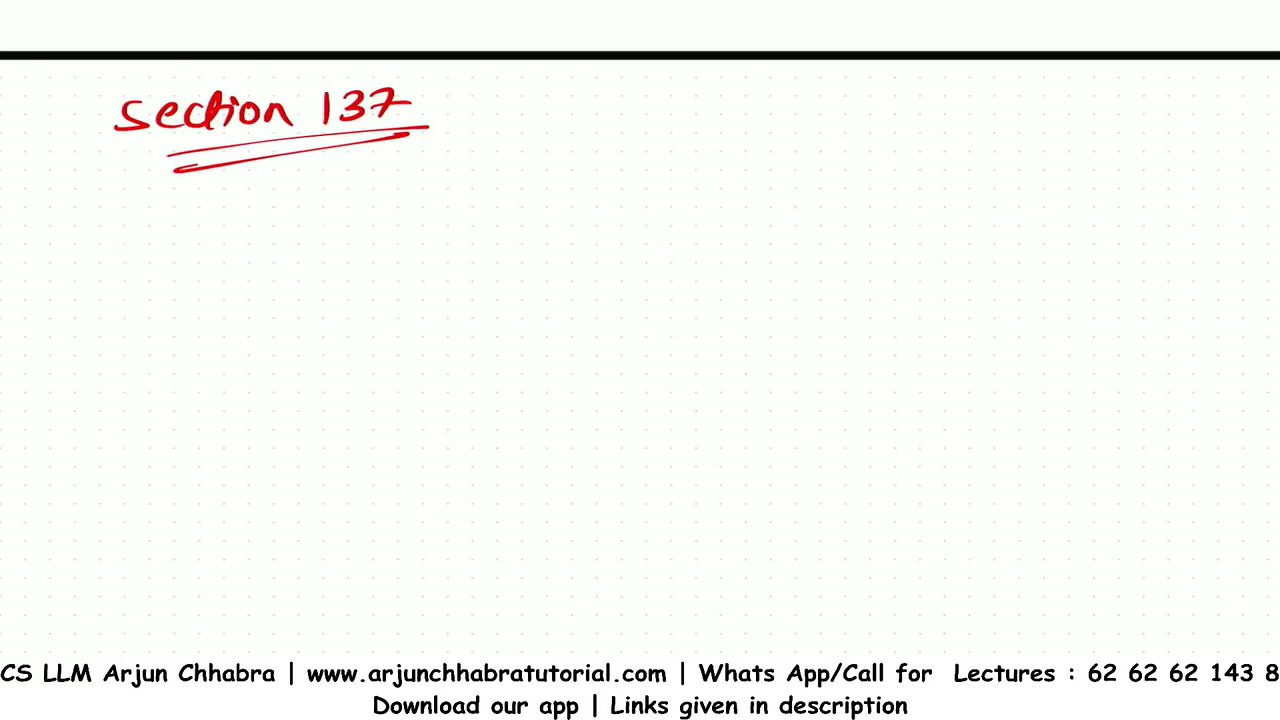 Section 137
CS LLM Arjun Chhabra | www.arjunchhabratutorial.com | Whats App/Call for Lectures : 62 62 62 143 8
Download our app | Links given in description